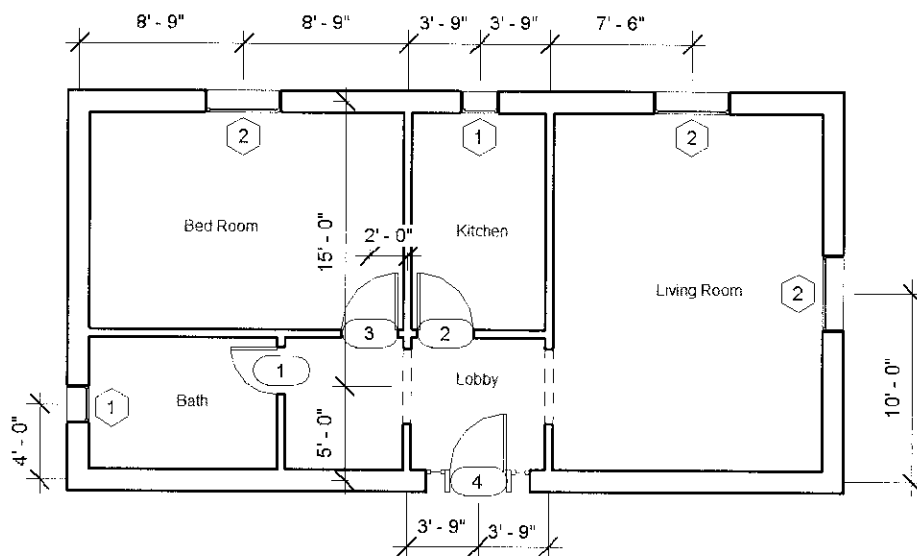 8' - 9"
8' - 9"
3' - 9"
3' - 9"
7' - 6"
2
1
2
Bed Room
15' - 0"
2' - 0"
Kitchen
Living Room
2
3
2
1
Lobby
Bath
1
4' - 0"
5' - 0"
10' - 0"
4
3' - 9"
3' - 9"